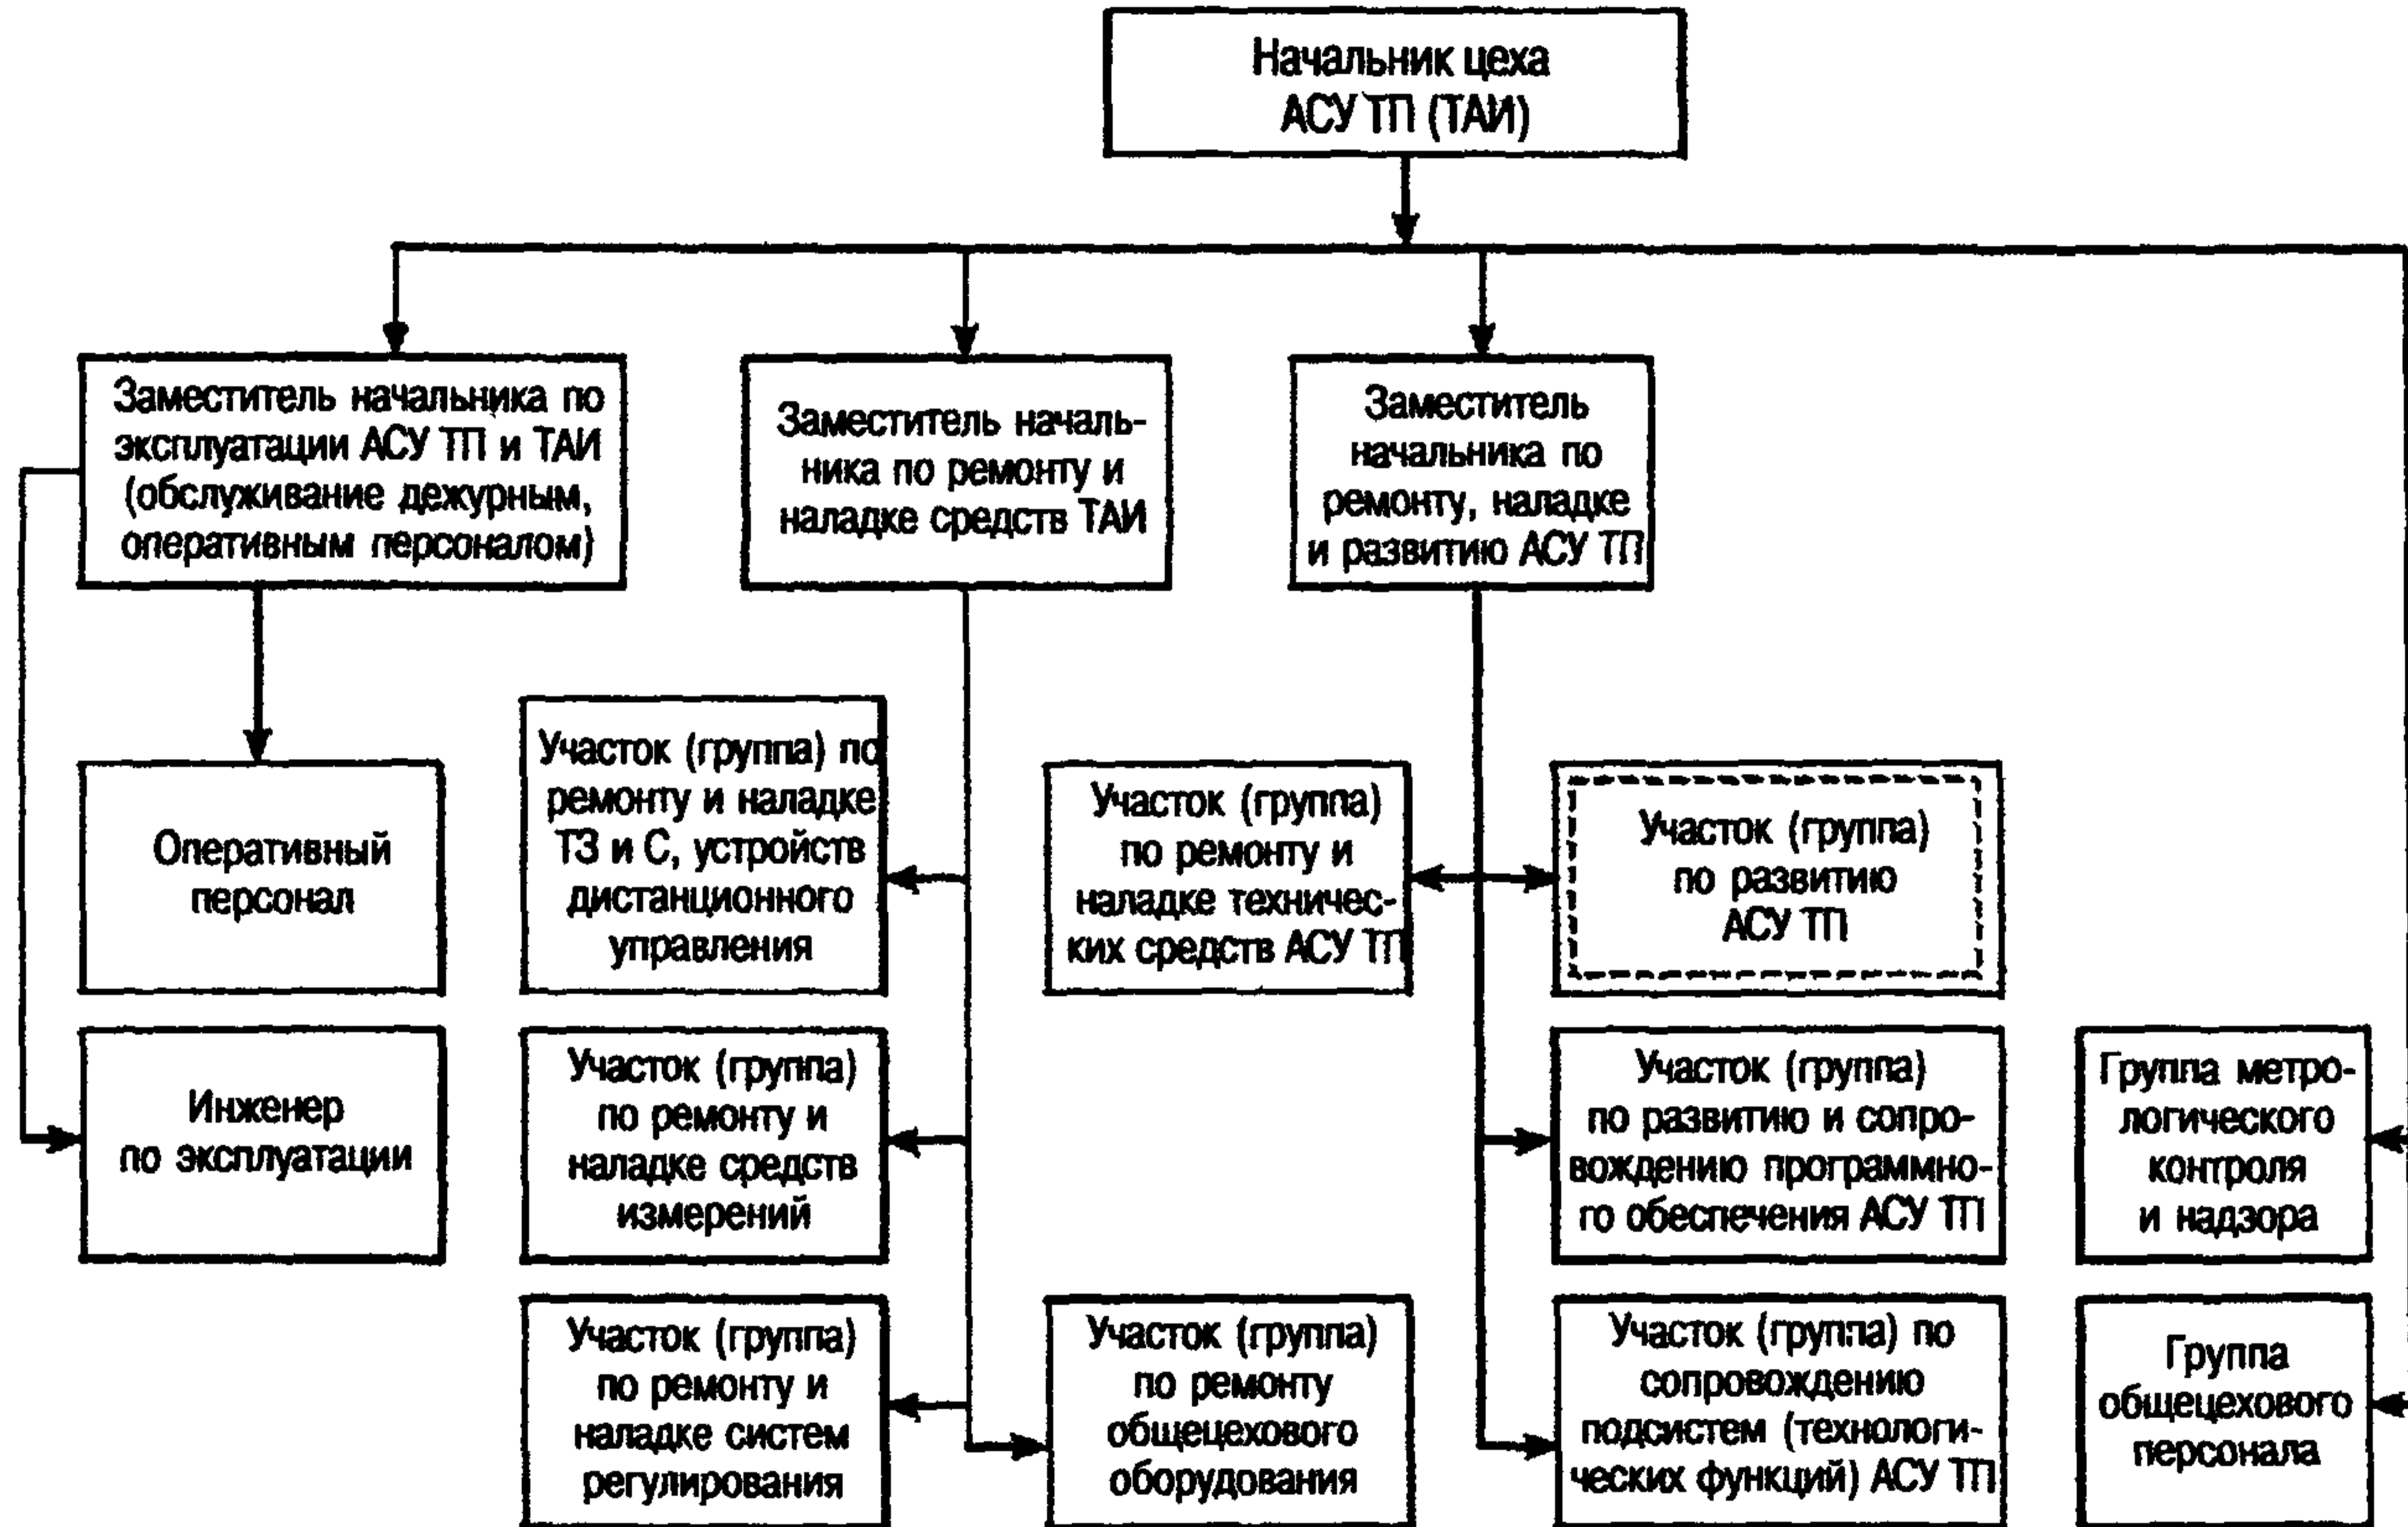 Начальник цеха
АСУ ТП (ТАИ)
Заместитель начальника по
эксплуатации АСУ ТП и ТАИ
(обслуживание дежурным,
оперативным персоналом)
Заместитель началь-
ника по ремонту и
наладке средств ТАИ
Заместитель
начальника по
ремонту, наладке
и развитию АСУ ТП
Оперативный
персонал
Участок (группа) по
ремонту и наладке
ТЗ и С, устройств
дистанционного
управления
Участок (группа)
по ремонту и
наладке техничес-
ких средств АСУ ТП
Участок (группа)
по развитию
АСУ ТП
Инженер
по эксплуатации
Участок (группа)
по ремонту и
наладке средств
измерений
Участок (группа)
по развитию и сопро-
вождению программно-
го обеспечения АСУ ТП
Группа метро-
логического
контроля
и надзора
Участок (группа)
по ремонту и
наладке систем
регулирования
Участок (группа)
по ремонту
общецехового
оборудования
Участок (группа) по
сопровождению
подсистем (технологи-
ческих функций) АСУ ТП
Группа
общецехового
персонала